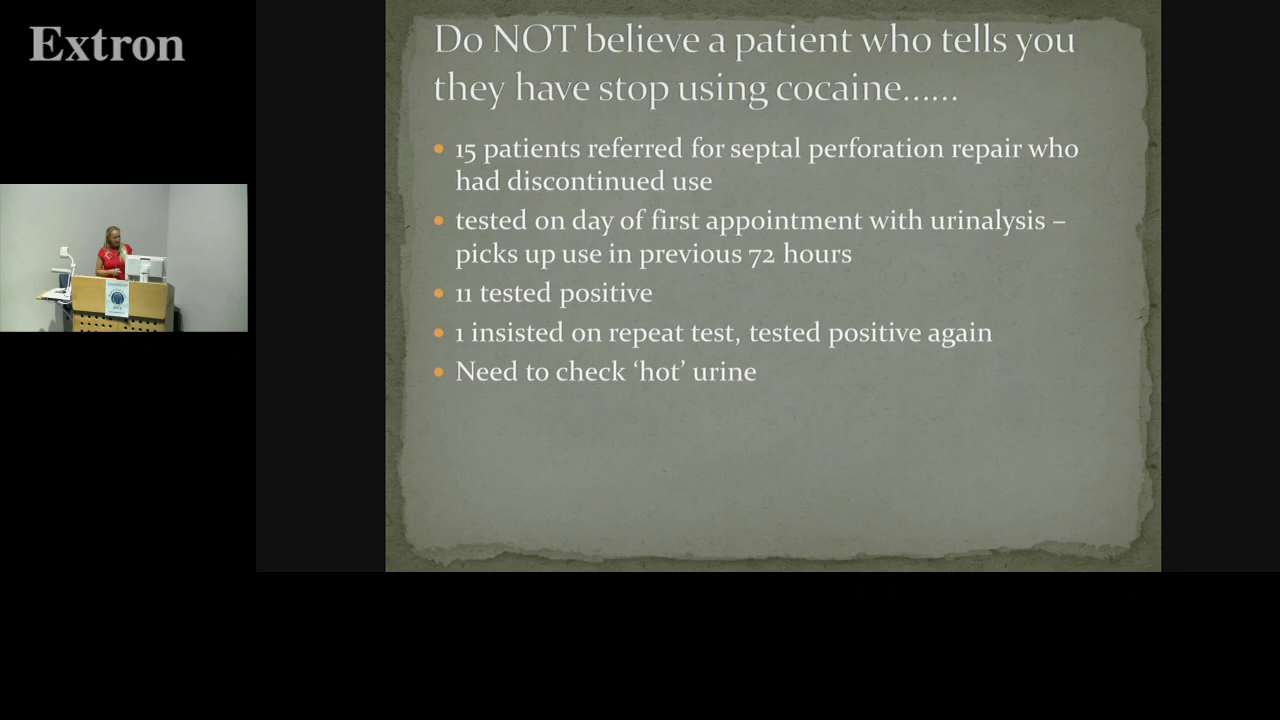 Extron
Do NOT believe a patient who tells you
they have stop using cocaine......
• 15 patients referred for septal perforation repair who
had discontinued use
• tested on day of first appointment with urinalysis –
picks up use in previous 72 hours
• 11 tested positive
• 1 insisted on repeat test, tested positive again
• Need to check ‘hot’ urine